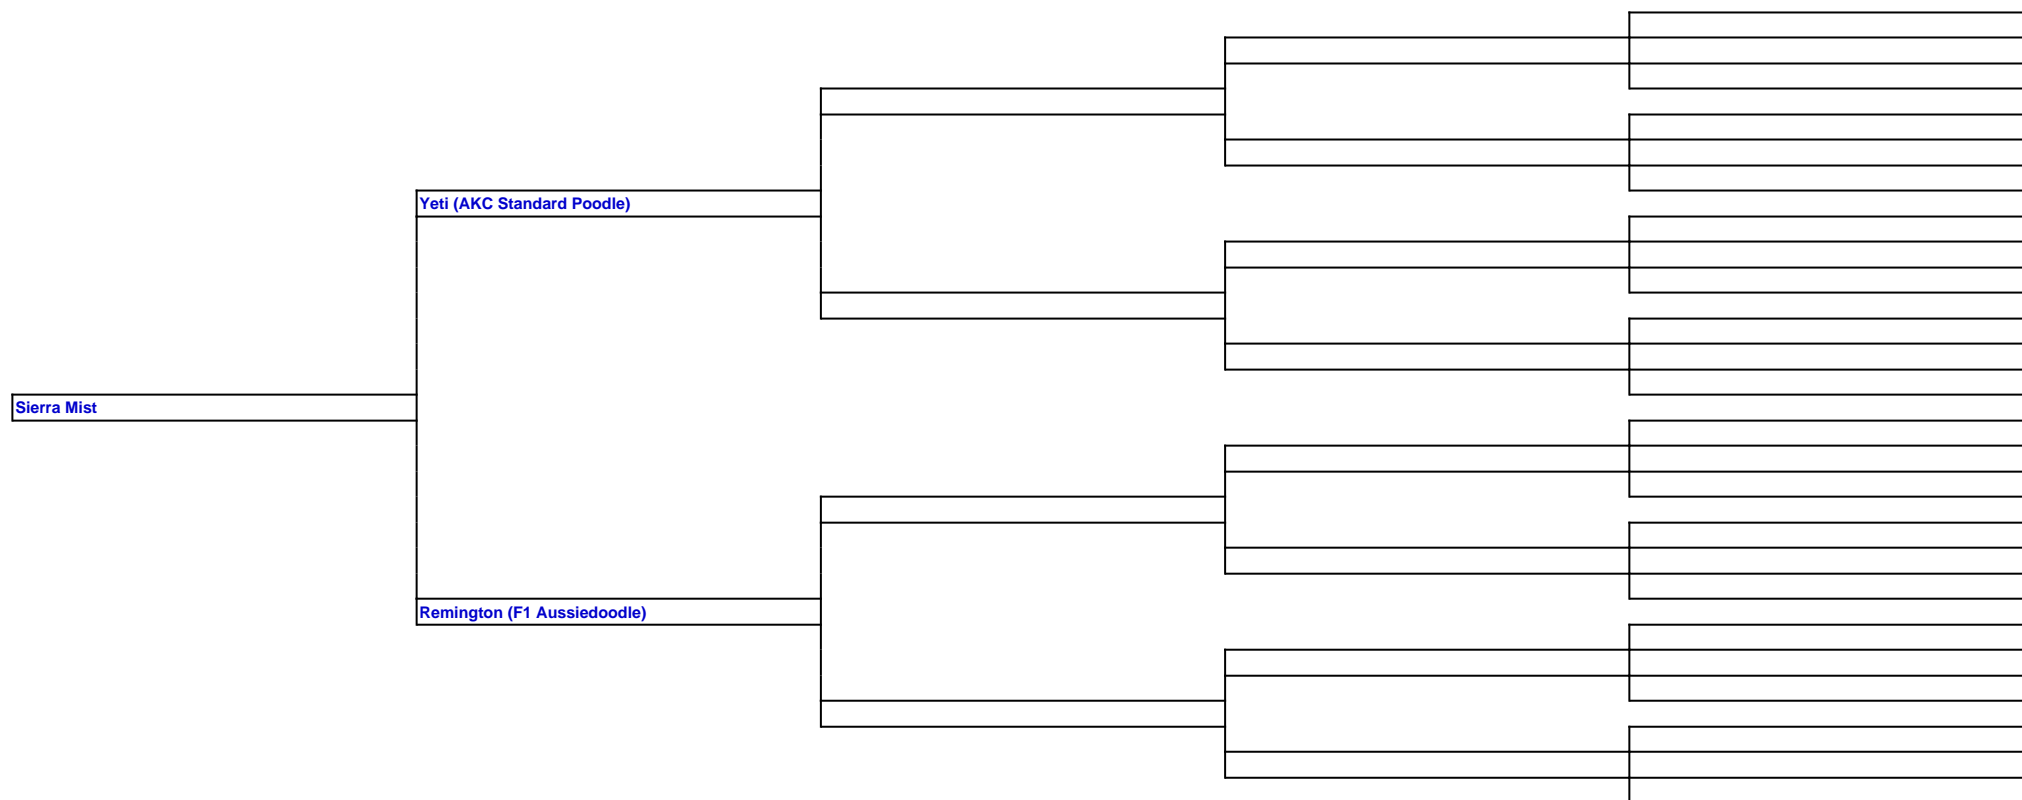 Yeti (AKC Standard Poodle)
Sierra Mist
Remington (F1 Aussiedoodle)